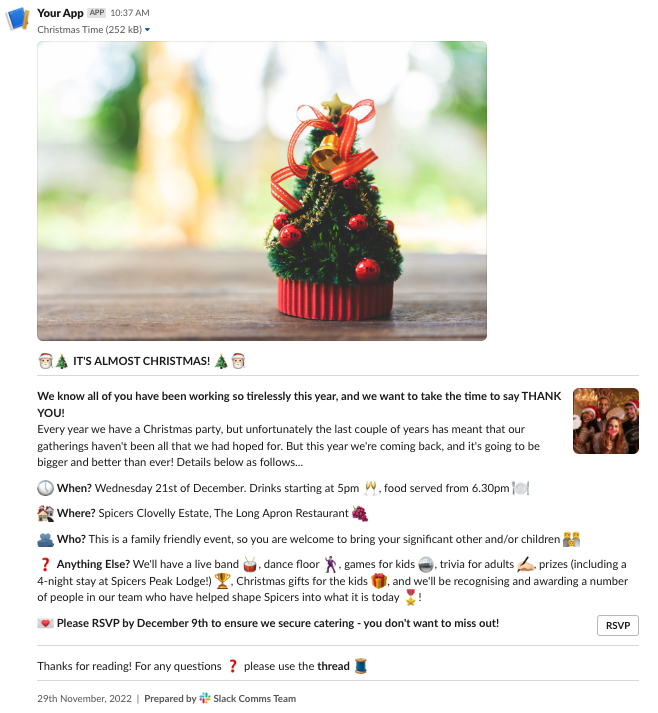 Your App APP 10:37 AM
Christmas Time (252 kB)
🎅🎄 IT'S ALMOST CHRISTMAS! 🎄🎅
We know all of you have been working so tirelessly this year, and we want to take the time to say THANK
YOU!
Every year we have a Christmas party, but unfortunately the last couple of years has meant that our
gatherings haven't been all that we had hoped for. But this year we're coming back, and it's going to be
bigger and better than ever! Details below as follows...
🕔 When? Wednesday 21st of December. Drinks starting at 5pm 🥂, food served from 6.30pm 🍽️
🏘️ Where? Spicers Clovelly Estate, The Long Apron Restaurant 🍇
👥 Who? This is a family friendly event, so you are welcome to bring your significant other and/or children 👪
❓ Anything Else? We'll have a live band 🥁, dance floor 🕺, games for kids 🔮, trivia for adults ✍️, prizes (including a
4-night stay at Spicers Peak Lodge!) 🏆, Christmas gifts for the kids 🎁, and we'll be recognising and awarding a number
of people in our team who have helped shape Spicers into what it is today 🎖️!
💌 Please RSVP by December 9th to ensure we secure catering - you don't want to miss out!
RSVP
Thanks for reading! For any questions ❓ please use the thread 🧵
29th November, 2022 | Prepared by Slack Comms Team